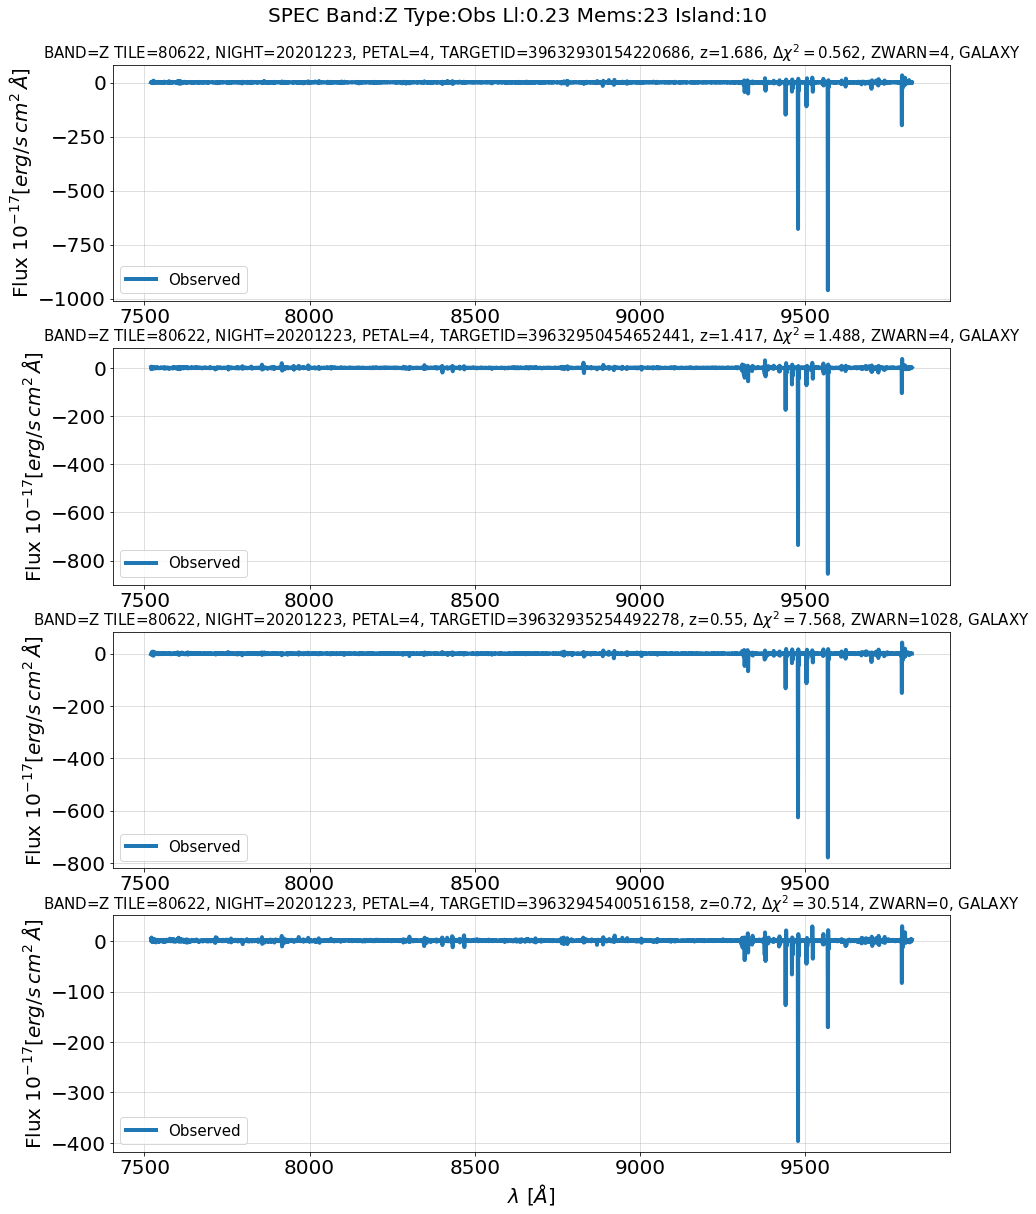 SPEC Band:Z Type:Obs Ll:0.23 Mems:23 Island:10
BAND=Z TILE=80622, NIGHT=20201223, PETAL=4, TARGETID=39632930154220686, z=1.686, Δχ²=0.562, ZWARN=4, GALAXY
Flux 10⁻¹⁷[erg/s cm² Å]
0
−250
−500
−750
−1000
Observed
7500 8000 8500 9000 9500
BAND=Z TILE=80622, NIGHT=20201223, PETAL=4, TARGETID=39632950454652441, z=1.417, Δχ²=1.488, ZWARN=4, GALAXY
Flux 10⁻¹⁷[erg/s cm² Å]
0
−200
−400
−600
−800
Observed
7500 8000 8500 9000 9500
BAND=Z TILE=80622, NIGHT=20201223, PETAL=4, TARGETID=39632935254492278, z=0.55, Δχ²=7.568, ZWARN=1028, GALAXY
Flux 10⁻¹⁷[erg/s cm² Å]
0
−200
−400
−600
−800
Observed
7500 8000 8500 9000 9500
BAND=Z TILE=80622, NIGHT=20201223, PETAL=4, TARGETID=39632945400516158, z=0.72, Δχ²=30.514, ZWARN=0, GALAXY
Flux 10⁻¹⁷[erg/s cm² Å]
0
−100
−200
−300
−400
Observed
7500 8000 8500 9000 9500
λ [Å]